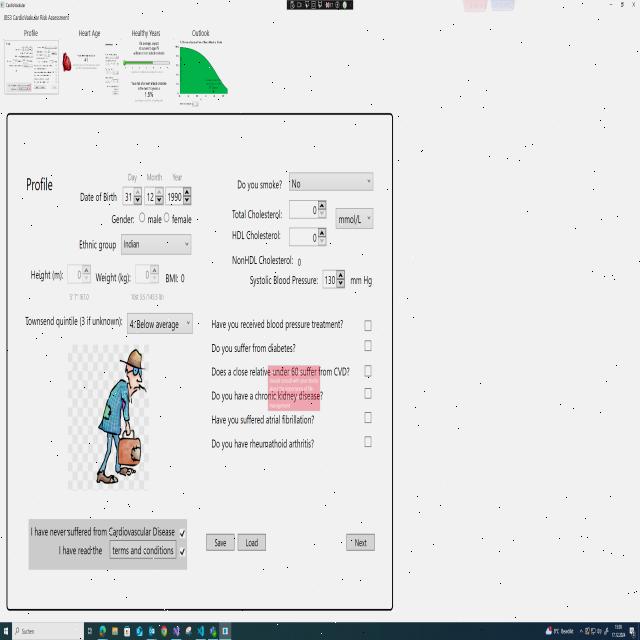 CardioVascular
JBS3 CardioVaskular Risk Assessment
Profile
Heart Age
Healthy Years
Outlook
Profile
Day Month Year
Date of Birth 31 12 1990
Gender: male female
Ethnic group Indian
Height (m): 0 Weight (kg): 0 BMI: 0
Townsend quintile (3 if unknown): 4: Below average
Do you smoke? No
Total Cholesterol: 0
mmol/L
HDL Cholesterol: 0
NonHDL Cholesterol: 0
Systolic Blood Pressure: 130 mm Hg
Have you received blood pressure treatment?
Do you suffer from diabetes?
Does a close relative under 60 suffer from CVD?
Do you have a chronic kidney disease?
Have you suffered atrial fibrillation?
Do you have rheumathoid arthritis?
I have never suffered from Cardiovascular Disease
I have read the terms and conditions
Save Load Next
Suchen